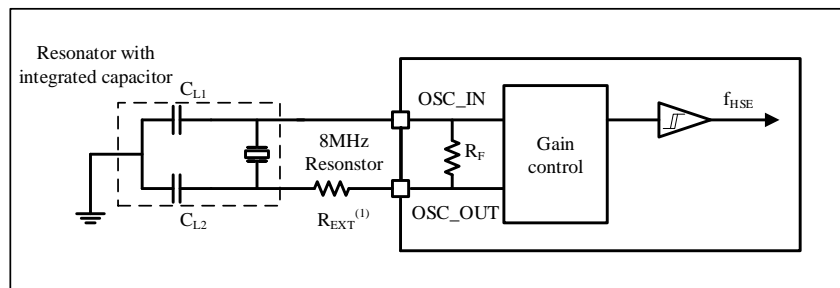 Resonator with
integrated capacitor
CL1
OSC_IN
fHSE
8MHz
Resonstor
RF
Gain
control
CL2
REXT(1)
OSC_OUT